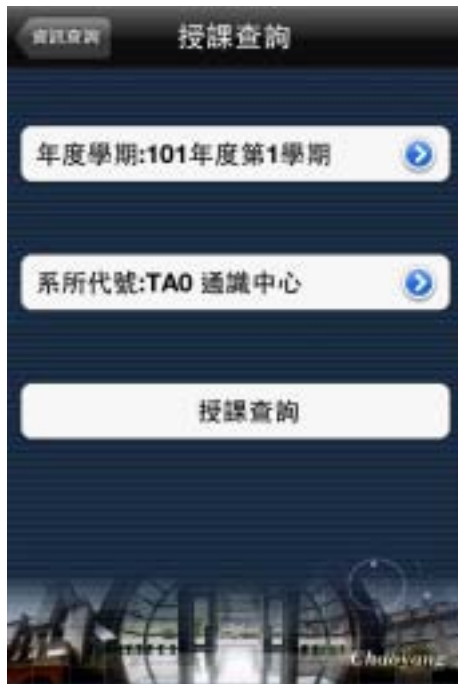 資訊查詢
授課查詢
年度學期:101年度第1學期
系所代號:TA0 通識中心
授課查詢
Chaoyang